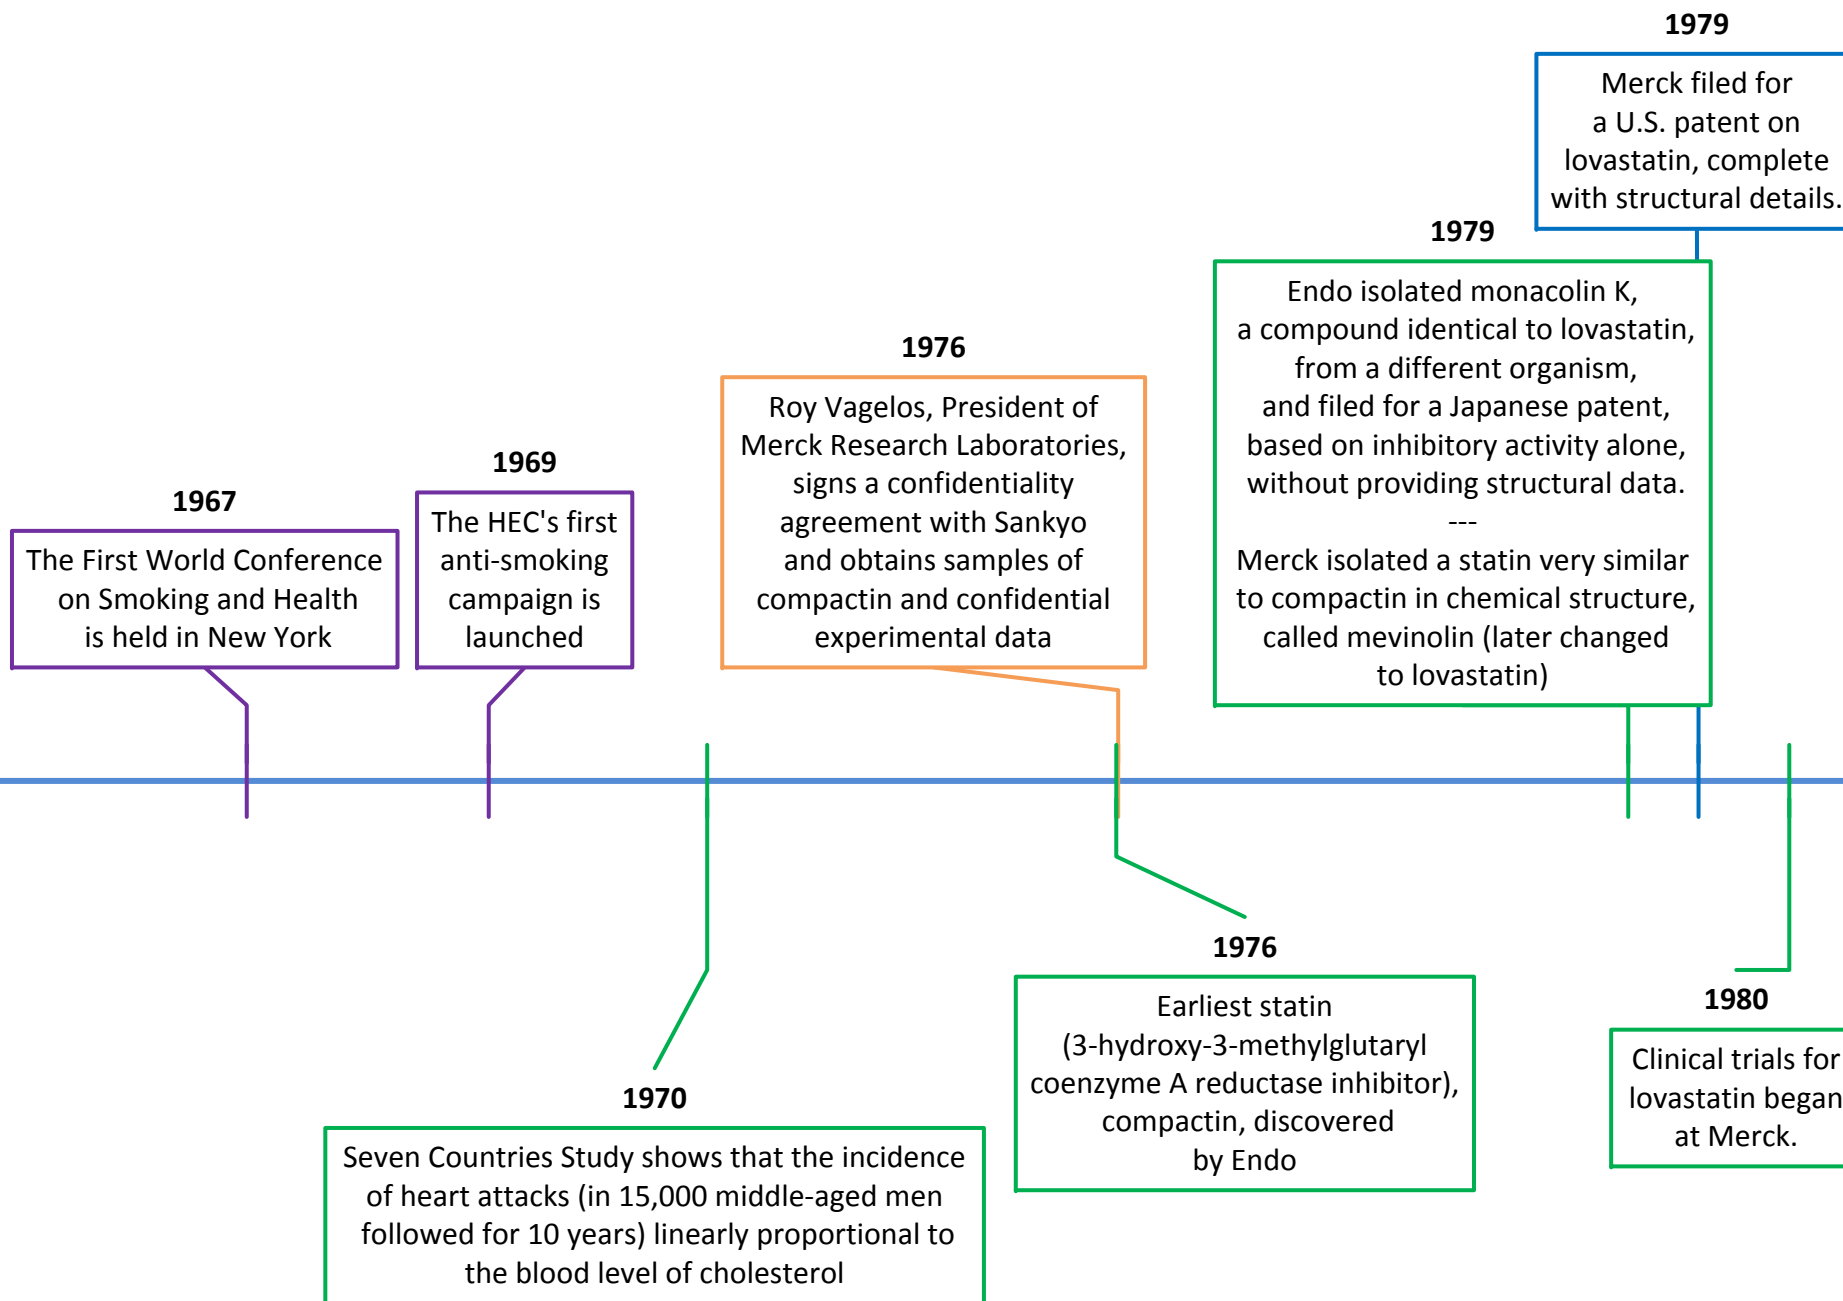 1967
The First World Conference
on Smoking and Health
is held in New York
1969
The HEC's first
anti-smoking
campaign is
launched
1970
Seven Countries Study shows that the incidence
of heart attacks (in 15,000 middle-aged men
followed for 10 years) linearly proportional to
the blood level of cholesterol
1976
Roy Vagelos, President of
Merck Research Laboratories,
signs a confidentiality
agreement with Sankyo
and obtains samples of
compactin and confidential
experimental data
1976
Earliest statin
(3-hydroxy-3-methylglutaryl
coenzyme A reductase inhibitor),
compactin, discovered
by Endo
1979
Endo isolated monacolin K,
a compound identical to lovastatin,
from a different organism,
and filed for a Japanese patent,
based on inhibitory activity alone,
without providing structural data.
---
Merck isolated a statin very similar
to compactin in chemical structure,
called mevinolin (later changed
to lovastatin)
1979
Merck filed for
a U.S. patent on
lovastatin, complete
with structural details.
1980
Clinical trials for
lovastatin began
at Merck.